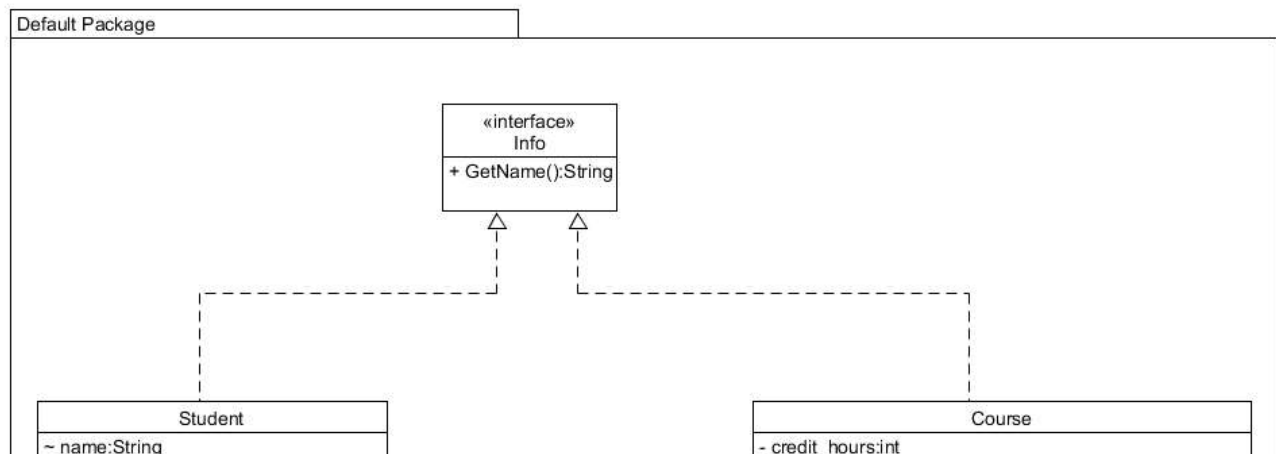 Default Package
«interface»
Info
+ GetName():String
Student
~ name:String
Course
- credit_hours:int